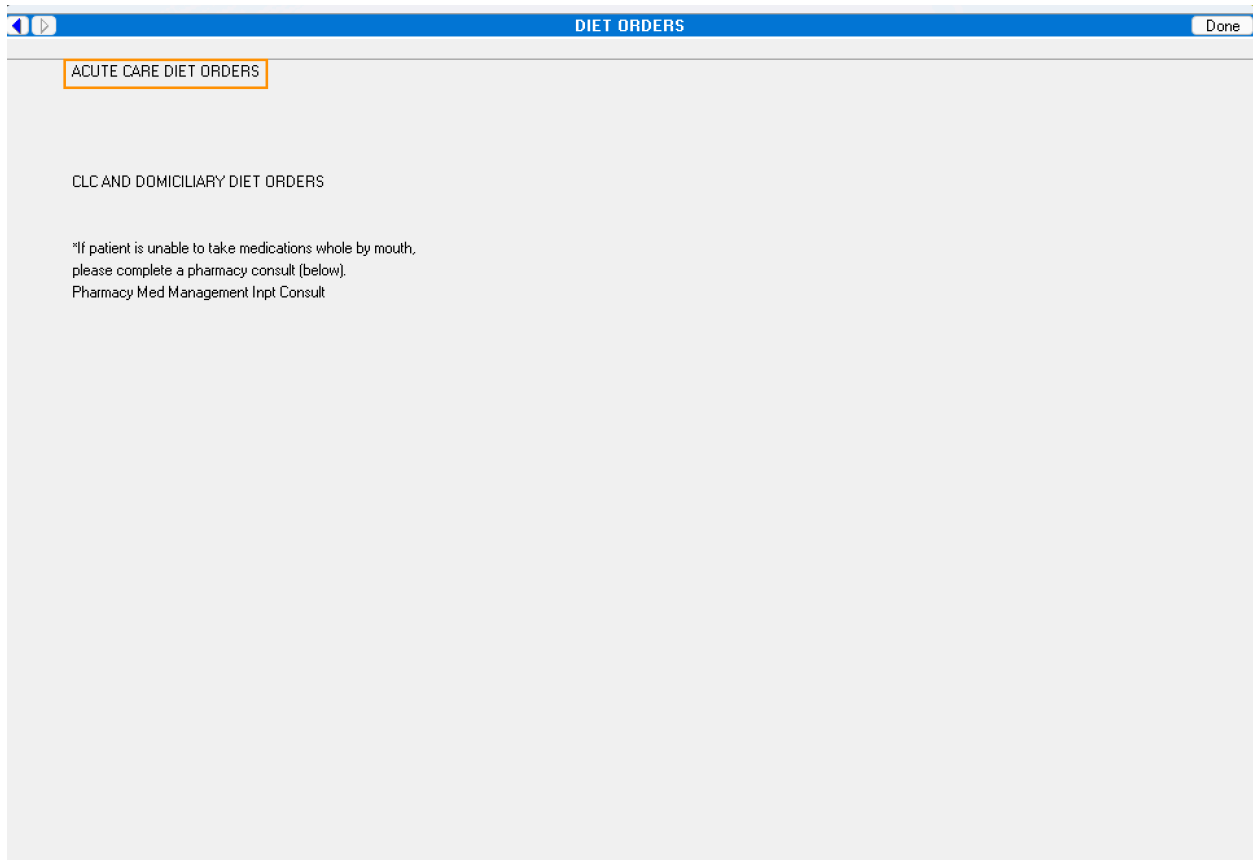 DIET ORDERS
Done
ACUTE CARE DIET ORDERS
CLC AND DOMICILIARY DIET ORDERS
*If patient is unable to take medications whole by mouth,
please complete a pharmacy consult (below).
Pharmacy Med Management Inpt Consult